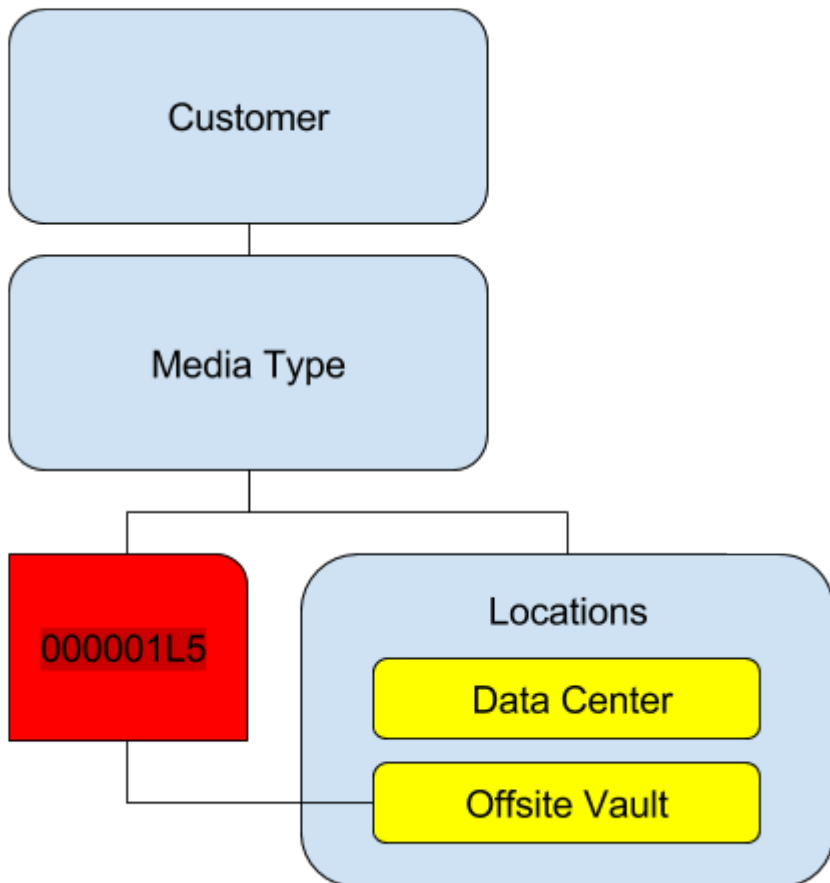 Customer
Media Type
000001L5
Locations
Data Center
Offsite Vault